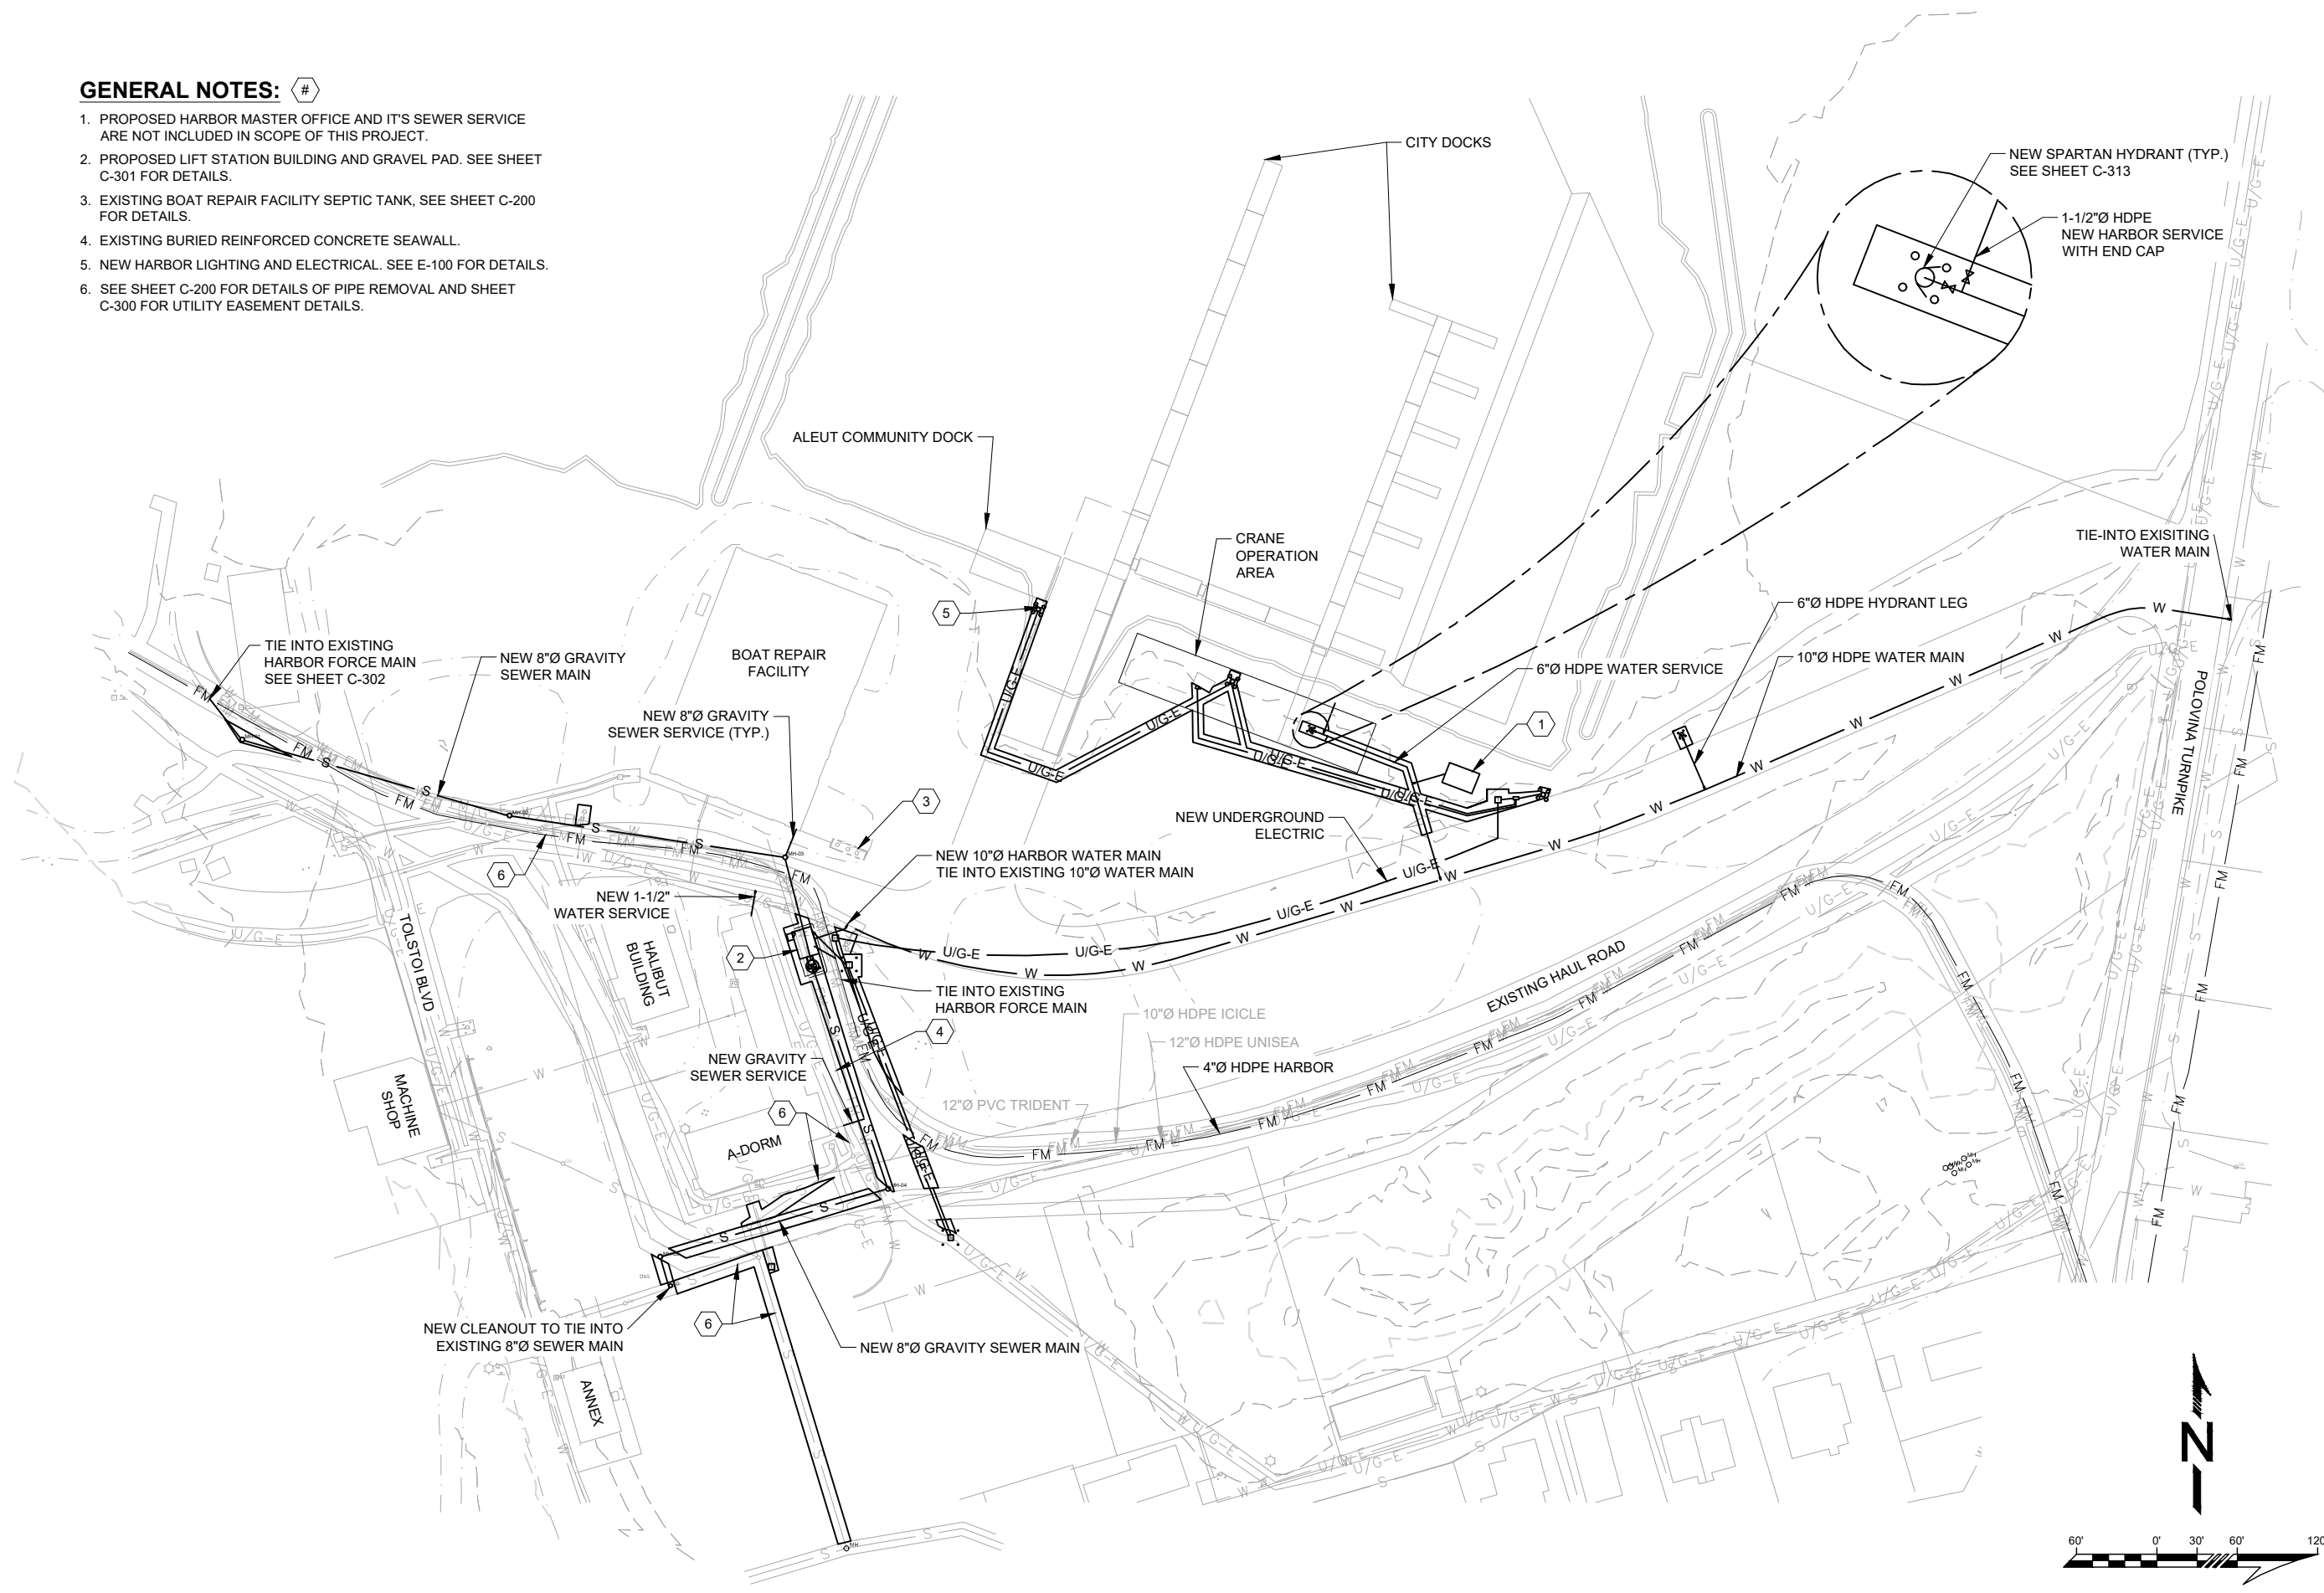 GENERAL NOTES: #
1. PROPOSED HARBOR MASTER OFFICE AND IT'S SEWER SERVICE
ARE NOT INCLUDED IN SCOPE OF THIS PROJECT.
2. PROPOSED LIFT STATION BUILDING AND GRAVEL PAD. SEE SHEET
C-301 FOR DETAILS.
3. EXISTING BOAT REPAIR FACILITY SEPTIC TANK, SEE SHEET C-200
FOR DETAILS.
4. EXISTING BURIED REINFORCED CONCRETE SEAWALL.
5. NEW HARBOR LIGHTING AND ELECTRICAL. SEE E-100 FOR DETAILS.
6. SEE SHEET C-200 FOR DETAILS OF PIPE REMOVAL AND SHEET
C-300 FOR UTILITY EASEMENT DETAILS.
CITY DOCKS
NEW SPARTAN HYDRANT (TYP.)
SEE SHEET C-313
1-1/2"Ø HDPE
NEW HARBOR SERVICE
WITH END CAP
ALEUT COMMUNITY DOCK
CRANE
OPERATION
AREA
TIE-INTO EXISITING
WATER MAIN
5
6"Ø HDPE HYDRANT LEG
TIE INTO EXISTING
HARBOR FORCE MAIN
SEE SHEET C-302
NEW 8"Ø GRAVITY
SEWER MAIN
BOAT REPAIR
FACILITY
6"Ø HDPE WATER SERVICE
10"Ø HDPE WATER MAIN
POLOVINA TURNPIKE
NEW 8"Ø GRAVITY
SEWER SERVICE (TYP.)
1
3
NEW UNDERGROUND
ELECTRIC
NEW 10"Ø HARBOR WATER MAIN
TIE INTO EXISTING 10"Ø WATER MAIN
6
NEW 1-1/2"
WATER SERVICE
TOLSTOI BLVD
HALIBUT
BUILDING
2
TIE INTO EXISTING
HARBOR FORCE MAIN
4
EXISTING HAUL ROAD
10"Ø HDPE ICICLE
12"Ø HDPE UNISEA
4"Ø HDPE HARBOR
12"Ø PVC TRIDENT
NEW GRAVITY
SEWER SERVICE
MACHINE
SHOP
6
A-DORM
NEW CLEANOUT TO TIE INTO
EXISTING 8"Ø SEWER MAIN
6
NEW 8"Ø GRAVITY SEWER MAIN
ANNEX
MH-03
MH
U/G-E
W
FM
S
N
60' 0' 30' 60' 120